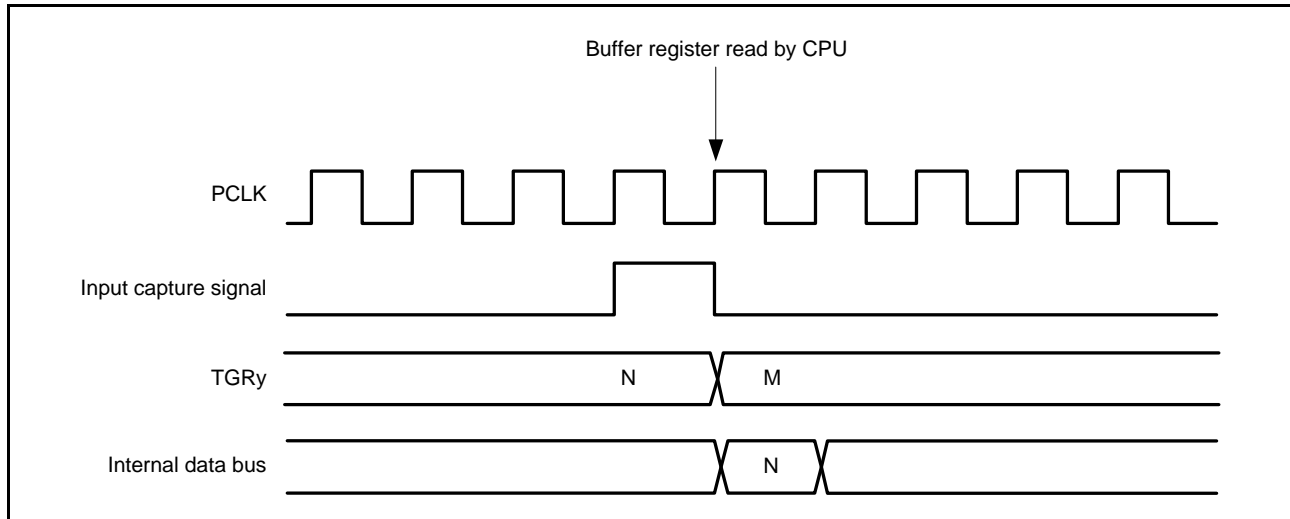 Buffer register read by CPU
PCLK
Input capture signal
TGRy
N
M
Internal data bus
N